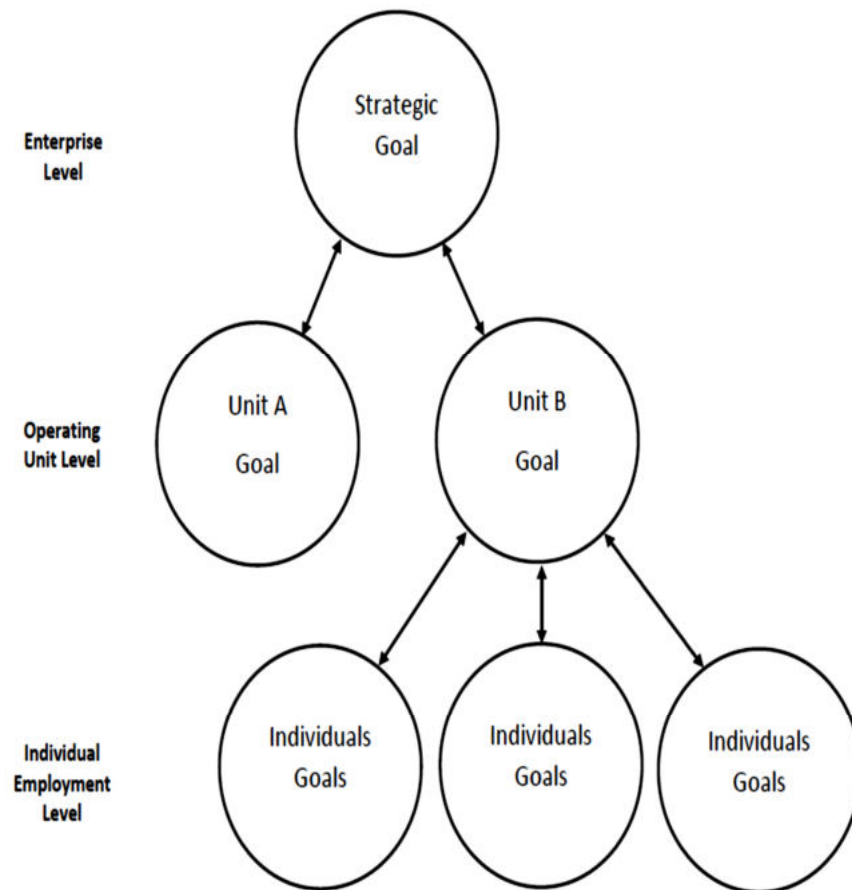 Strategic
Goal
Enterprise
Level
Unit A
Goal
Unit B
Goal
Operating
Unit Level
Individuals
Goals
Individuals
Goals
Individuals
Goals
Individual
Employment
Level